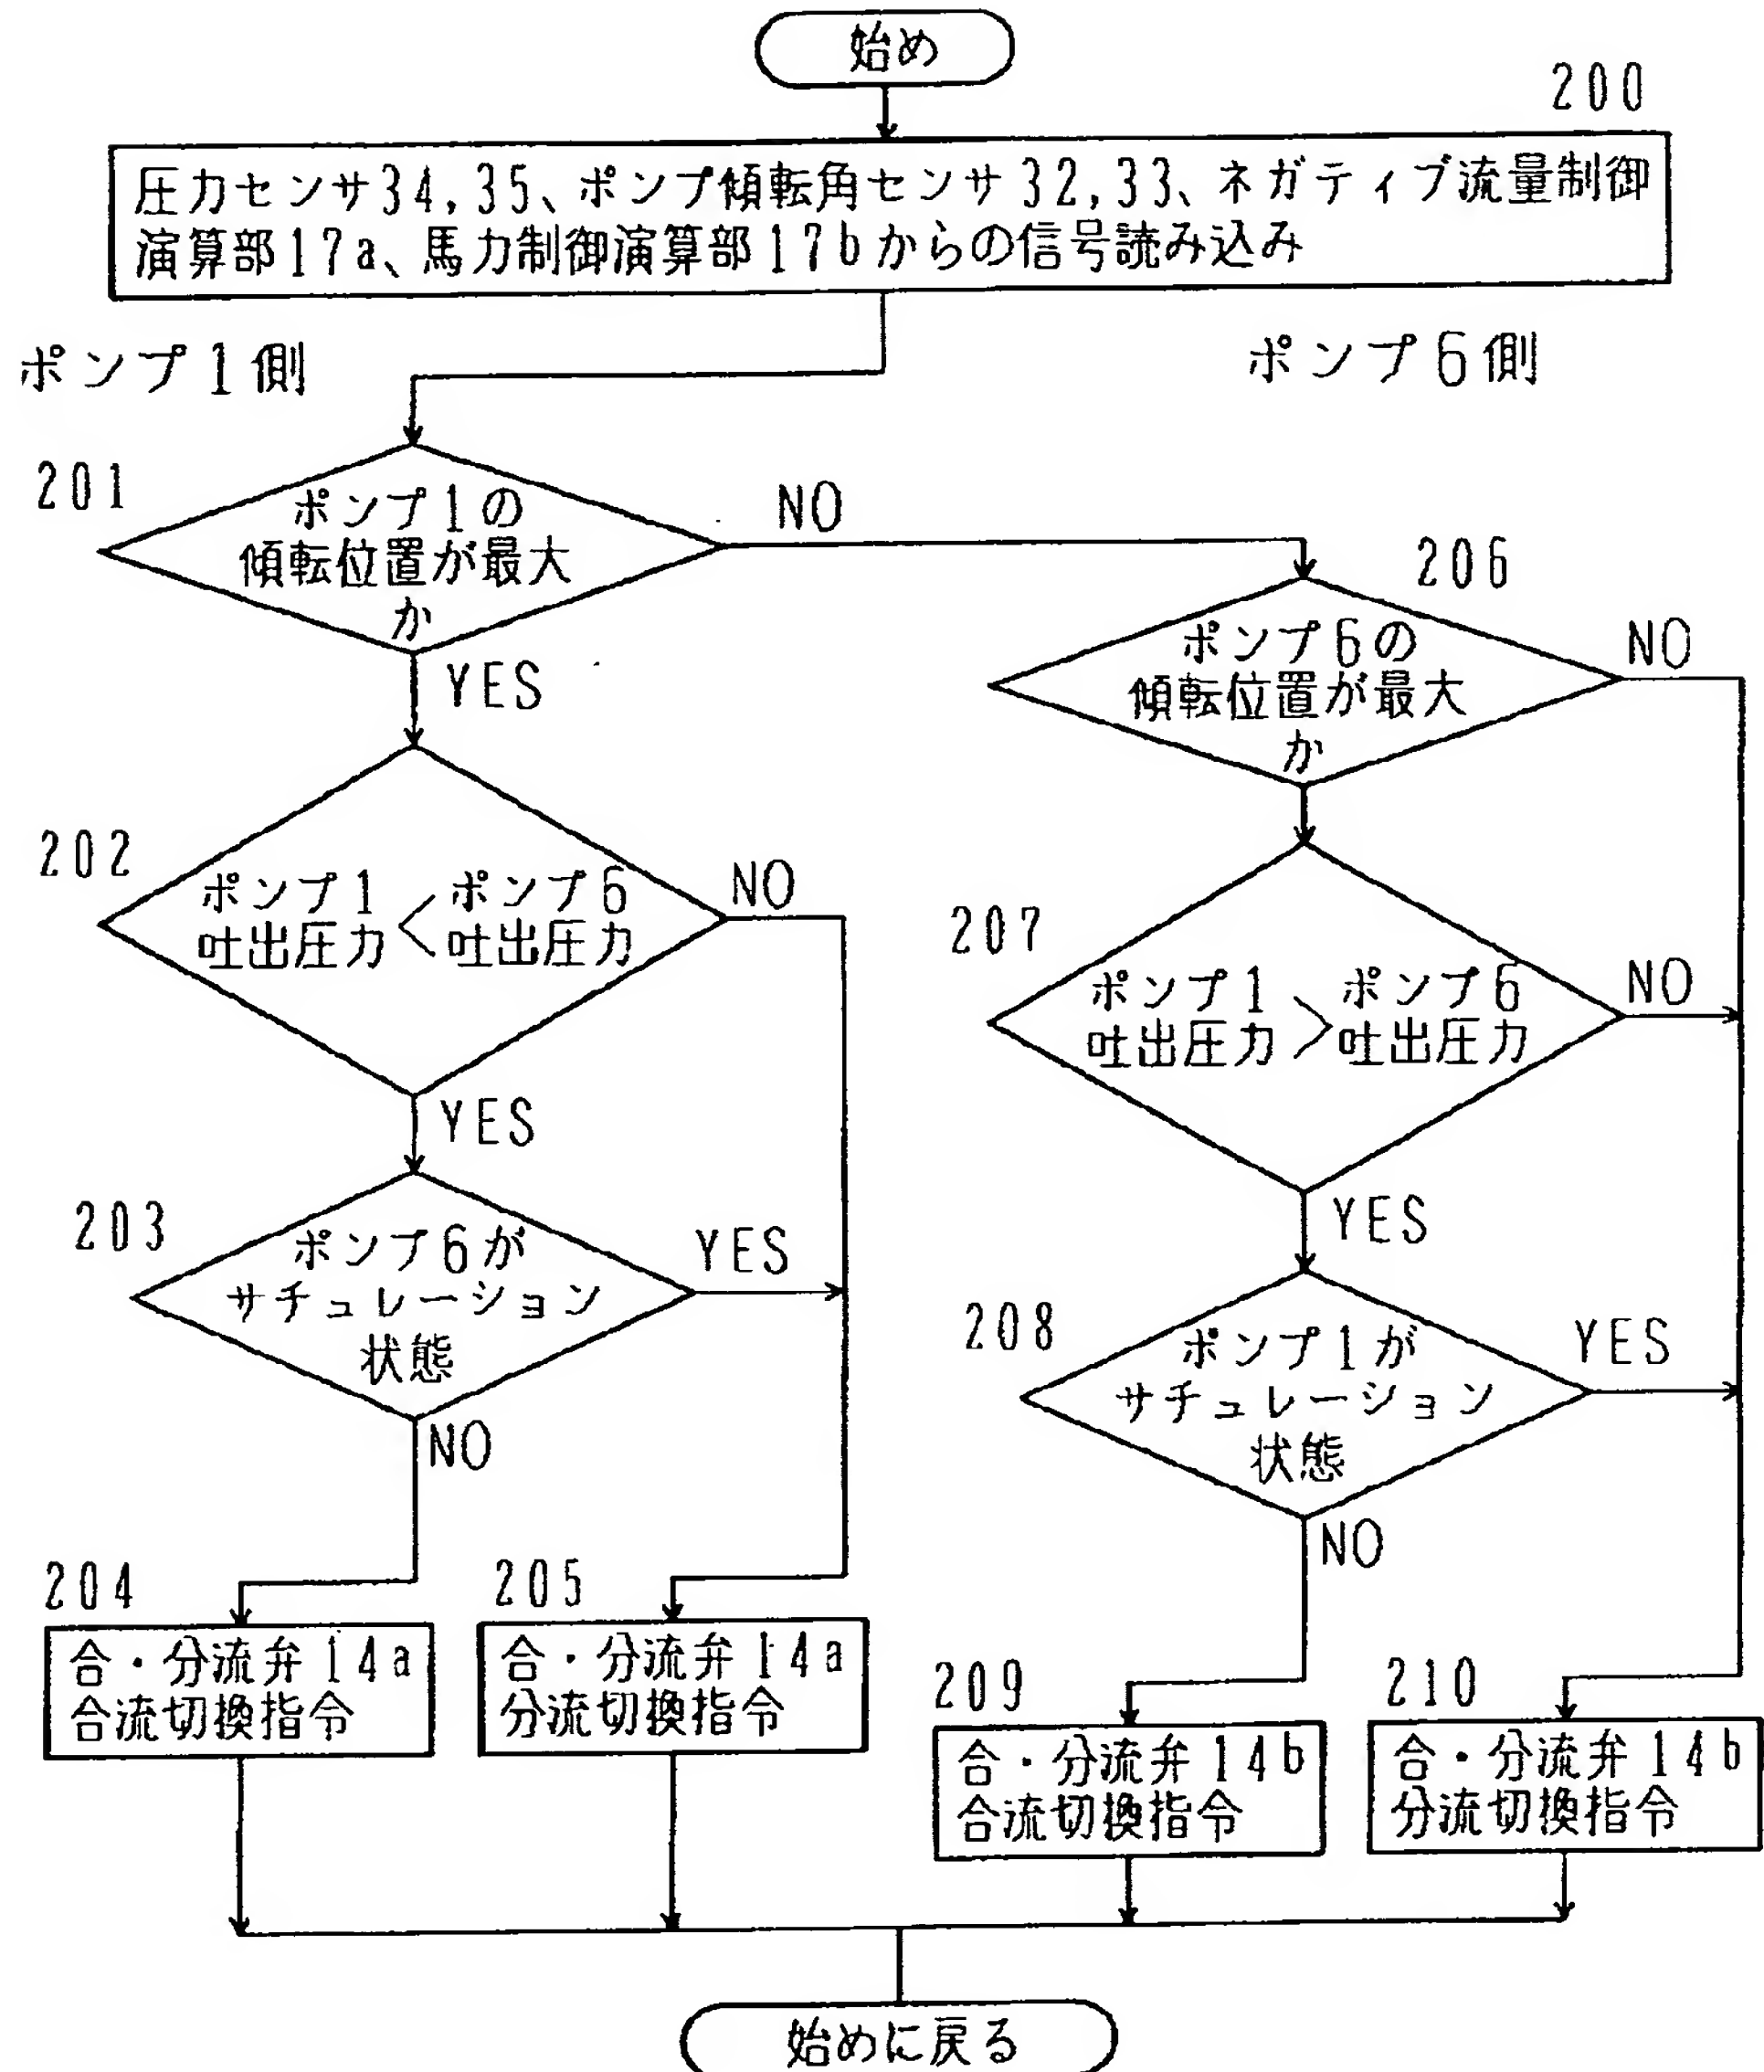 始め
200
圧力センサ34,35、ポンプ傾転角センサ32,33、ネガティブ流量制御
演算部17a、馬力制御演算部17bからの信号読み込み
ポンプ1側
ポンプ6側
201
ポンプ1の
傾転位置が最大
か
NO
YES
206
ポンプ6の
傾転位置が最大
か
NO
202
ポンプ1 < ポンプ6
吐出圧力 吐出圧力
NO
YES
207
ポンプ1 > ポンプ6
吐出圧力 吐出圧力
NO
YES
203
ポンプ6が
サチュレーション
状態
YES
NO
208
ポンプ1が
サチュレーション
状態
YES
NO
204
合・分流弁14a
合流切換指令
205
合・分流弁14a
分流切換指令
209
合・分流弁14b
合流切換指令
210
合・分流弁14b
分流切換指令
始めに戻る